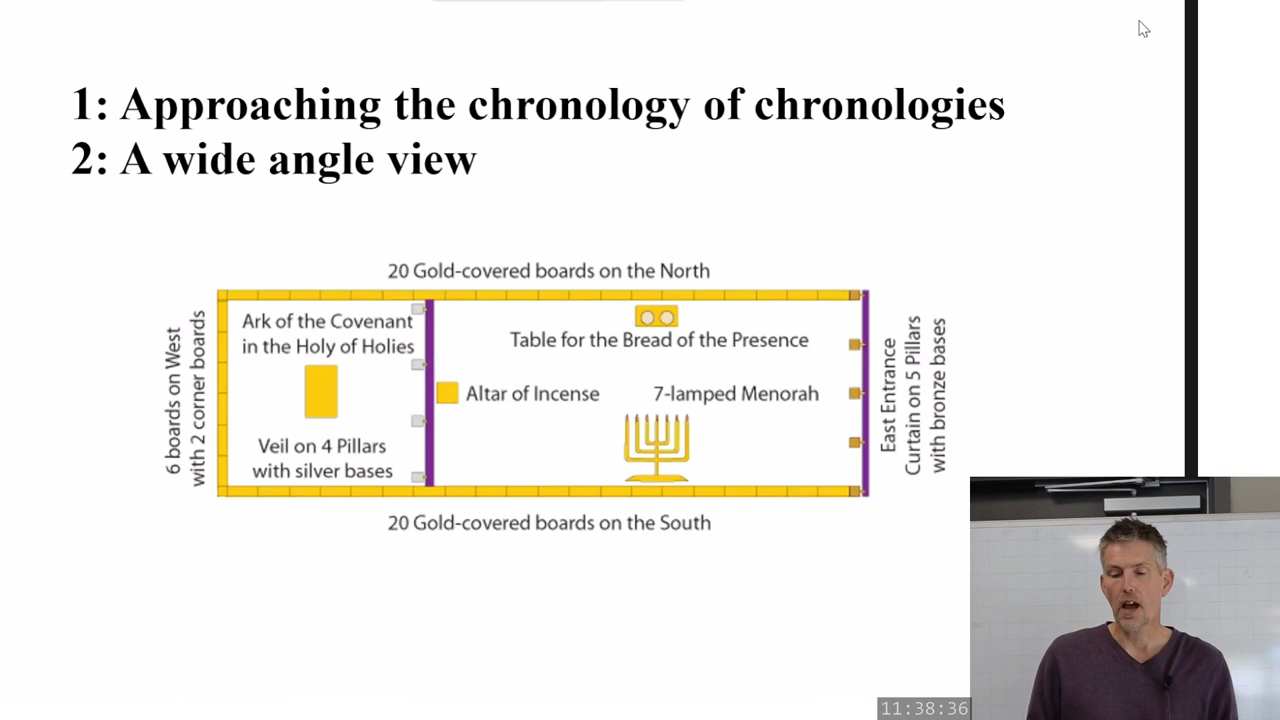 1: Approaching the chronology of chronologies
2: A wide angle view
20 Gold-covered boards on the North
6 boards on West
with 2 corner boards
Ark of the Covenant
in the Holy of Holies
Veil on 4 Pillars
with silver bases
Table for the Bread of the Presence
Altar of Incense
7-lamped Menorah
East Entrance
Curtain on 5 Pillars
with bronze bases
20 Gold-covered boards on the South
11:38:36